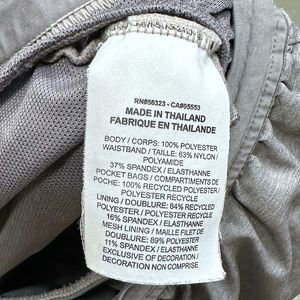 RN#56323 - CA#05553
MADE IN THAILAND
FABRIQUE EN THAILANDE
BODY / CORPS: 100% POLYESTER
WAISTBAND / TAILLE: 63% NYLON /
POLYAMIDE
37% SPANDEX / ELASTHANNE
POCKET BAGS / COMPARTIMENTS DE
POCHE: 100% RECYCLED POLYESTER /
POLYESTER RECYCLE
LINING / DOUBLURE: 84% RECYCLED
POLYESTER / POLYESTER RECYCLE
16% SPANDEX / ELASTHANNE
MESH LINING / MAILLE FILET DE
DOUBLURE: 89% POLYESTER
11% SPANDEX / ELASTHANNE
EXCLUSIVE OF DECORATION /
DECORATION NON COMPRISE